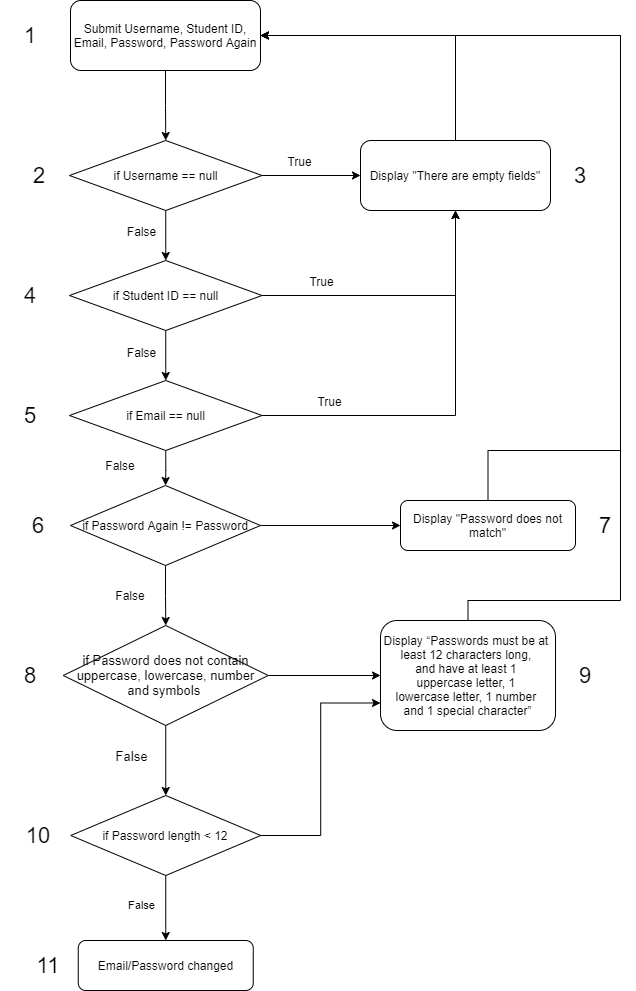 1
Submit Username, Student ID,
Email, Password, Password Again
2
if Username == null
True
Display "There are empty fields"
3
False
4
if Student ID == null
True
False
5
if Email == null
True
False
6
if Password Again != Password
Display "Password does not
match"
7
False
8
if Password does not contain
uppercase, lowercase, number
and symbols
Display “Passwords must be at
least 12 characters long,
and have at least 1
uppercase letter, 1
lowercase letter, 1 number
and 1 special character”
9
False
10
if Password length < 12
False
11
Email/Password changed